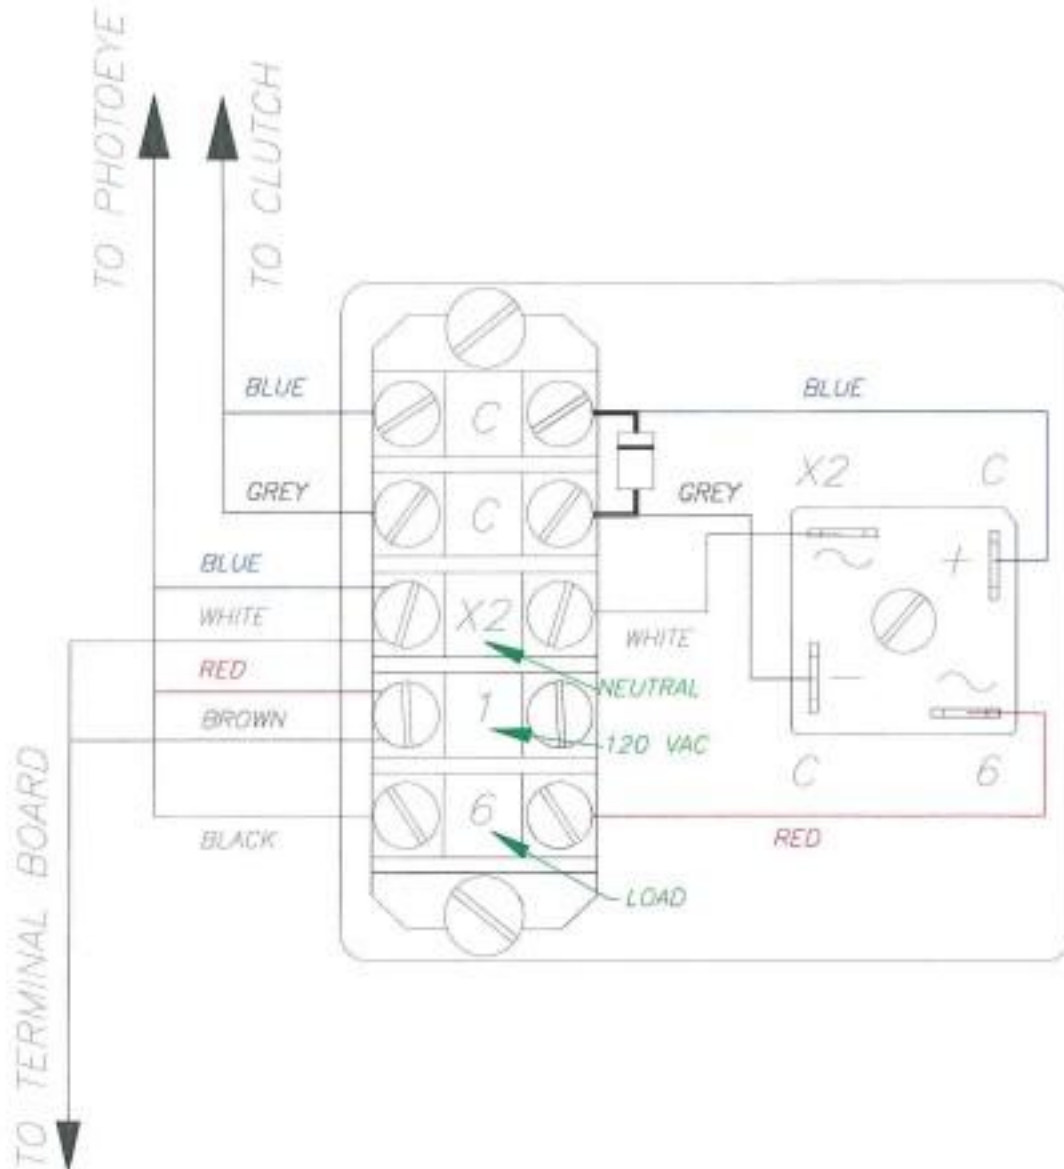 TO PHOTOEYE
TO CLUTCH
BLUE
C
BLUE
GREY
C
GREY
X2
C
+
BLUE
WHITE
X2
WHITE
NEUTRAL
-
RED
BROWN
1
120 VAC
C
6
BLACK
6
RED
LOAD
TO TERMINAL BOARD